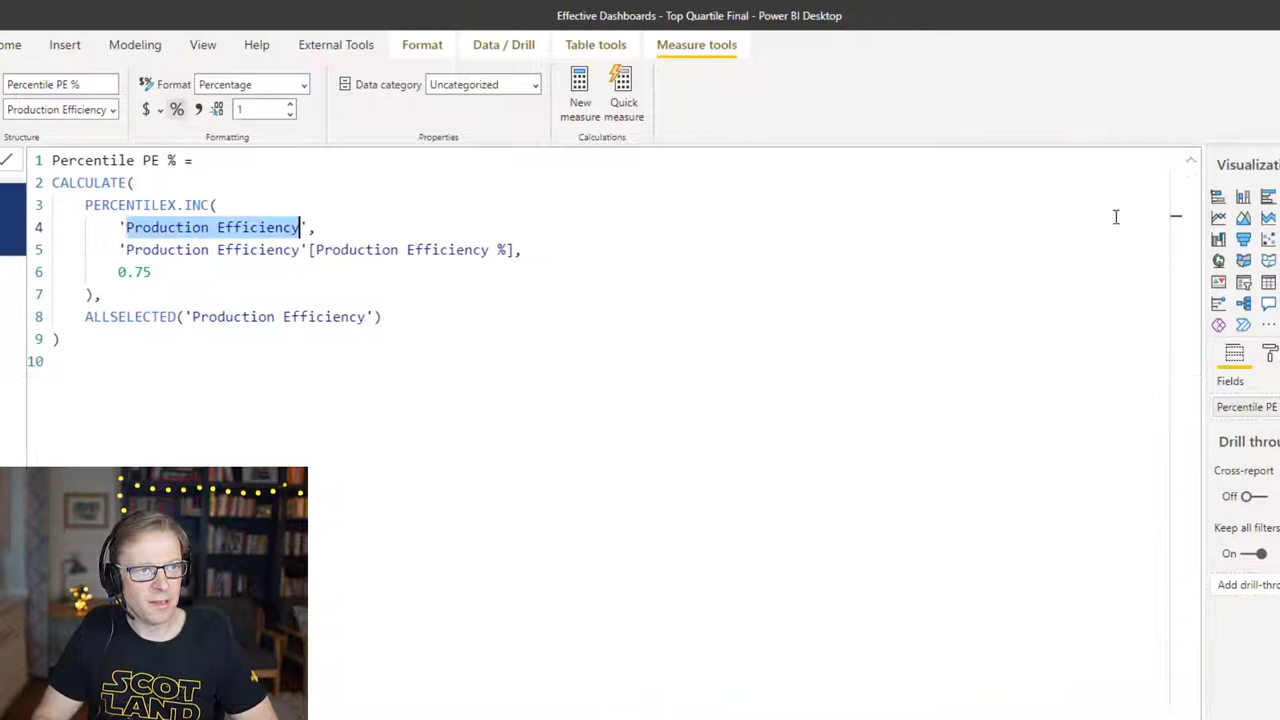 Effective Dashboards - Top Quartile Final - Power BI Desktop
ome Insert Modeling View Help External Tools Format Data / Drill Table tools Measure tools
Percentile PE % Format Percentage Data category Uncategorized New measure Quick measure
Production Efficiency $ % 1
Structure Formatting Properties Calculations
1 Percentile PE % =
2 CALCULATE(
3 PERCENTILEX.INC(
4 'Production Efficiency',
5 'Production Efficiency'[Production Efficiency %],
6 0.75
7 ),
8 ALLSELECTED('Production Efficiency')
9 )
10
Visualizati
Fields
Percentile PE
Drill throu
Cross-report
Off
Keep all filters
On
Add drill-thro
SCOT
LAND